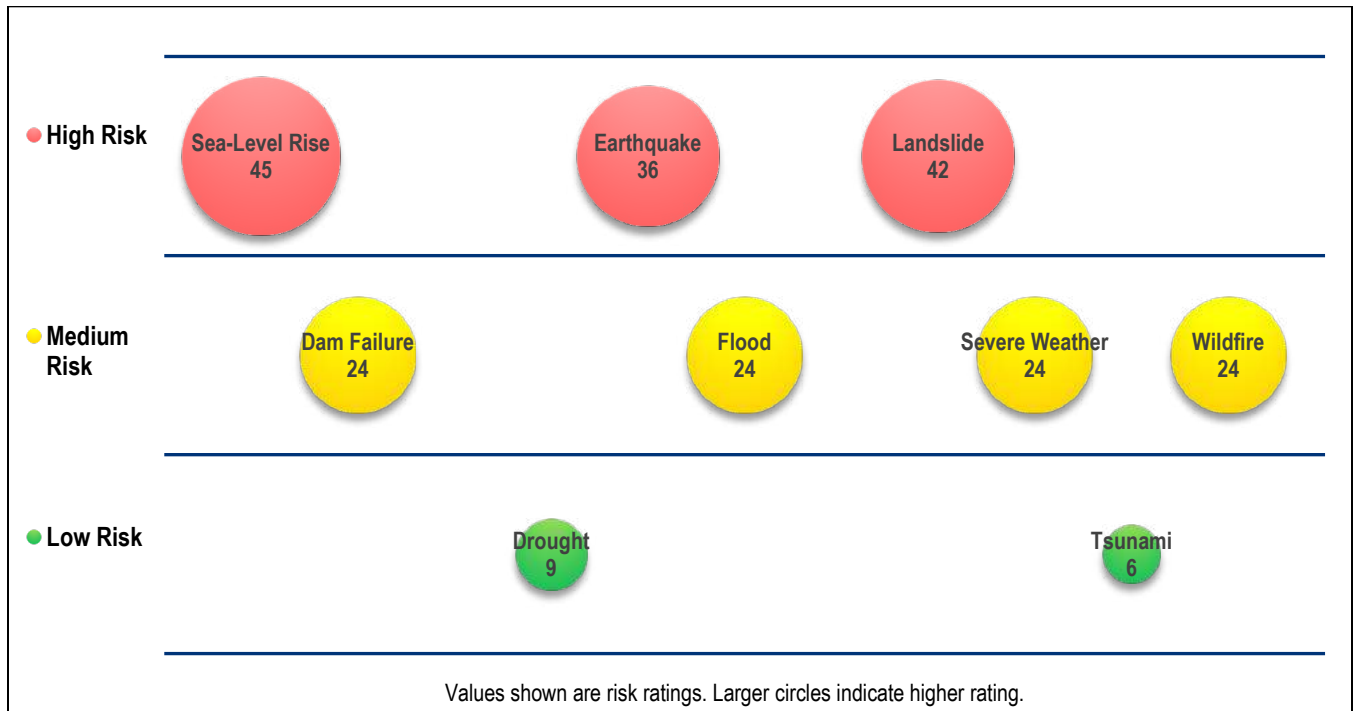 High Risk
Sea-Level Rise
45
Earthquake
36
Landslide
42
Medium
Risk
Dam Failure
24
Flood
24
Severe Weather
24
Wildfire
24
Low Risk
Drought
9
Tsunami
6
Values shown are risk ratings. Larger circles indicate higher rating.